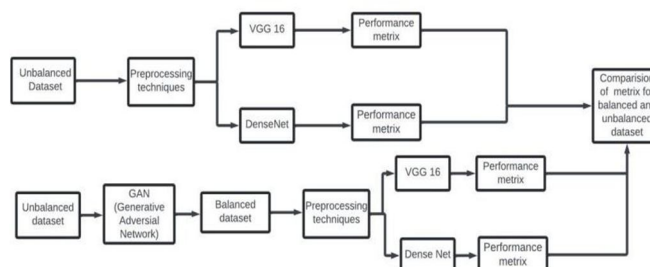 VGG 16
Performance
metrix
Unbalanced
Dataset
Preprocessing
techniques
DenseNet
Performance
metrix
Comparision
of metrix for
balanced and
unbalanced
dataset
Unbalanced
dataset
GAN
(Generative
Adversial
Network)
Balanced
dataset
Preprocessing
techniques
VGG 16
Performance
metrix
Dense Net
Performance
metrix